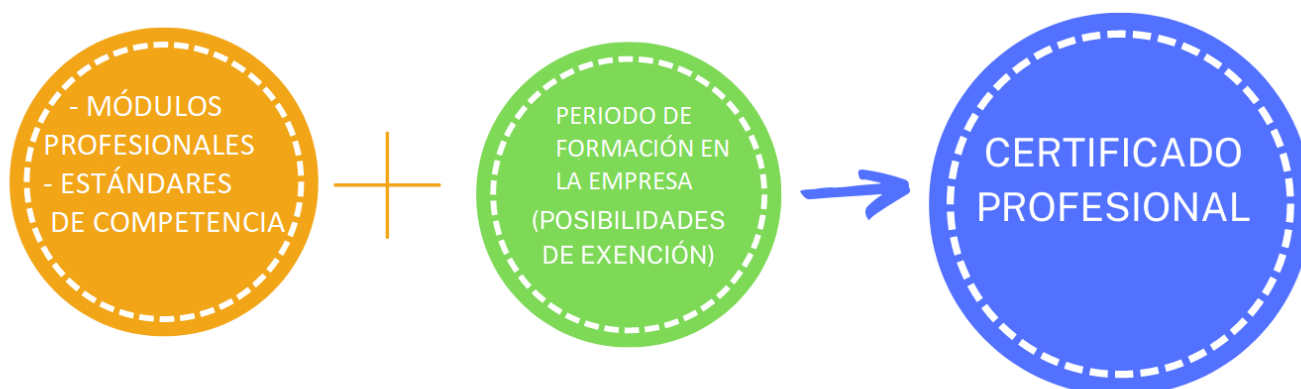 - MÓDULOS
PROFESIONALES
- ESTÁNDARES
DE COMPETENCIA
PERIODO DE
FORMACIÓN EN
LA EMPRESA
(POSIBILIDADES
DE EXENCIÓN)
CERTIFICADO
PROFESIONAL